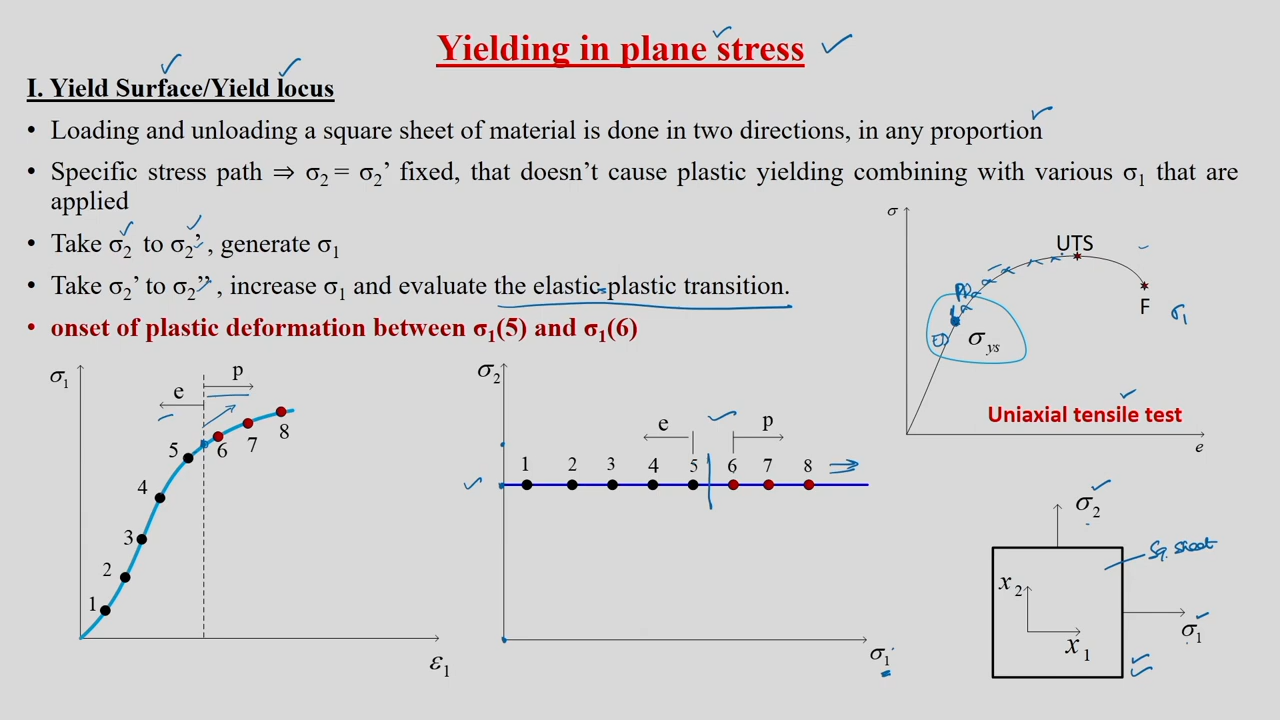 Yielding in plane stress
I. Yield Surface/Yield locus
• Loading and unloading a square sheet of material is done in two directions, in any proportion
• Specific stress path ⇒ σ₂ = σ₂’ fixed, that doesn’t cause plastic yielding combining with various σ₁ that are
applied
• Take σ₂ to σ₂’ , generate σ₁
• Take σ₂’ to σ₂” , increase σ₁ and evaluate the elastic-plastic transition.
• onset of plastic deformation between σ₁(5) and σ₁(6)
σ
UTS
F
σ₁
σys
Uniaxial tensile test
e
σ₁
e
p
1
2
3
4
5
6
7
8
ε₁
σ₂
e
p
1 2 3 4 5 6 7 8
σ₁
σ₂
Sq. sheet
x₂
x₁
σ₁